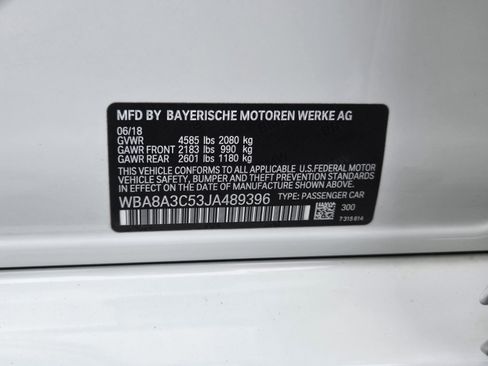 MFD BY BAYERISCHE MOTOREN WERKE AG
06/18
GVWR 4585 lbs 2080 kg
GAWR FRONT 2183 lbs 990 kg
GAWR REAR 2601 lbs 1180 kg
THIS VEHICLE CONFORMS TO ALL APPLICABLE U.S.FEDERAL MOTOR
VEHICLE SAFETY, BUMPER, AND THEFT PREVENTION STANDARDS IN
EFFECT ON THE DATE OF MANUFACTURE SHOWN ABOVE.
WBA8A3C53JA489396 TYPE: PASSENGER CAR
300
7315614